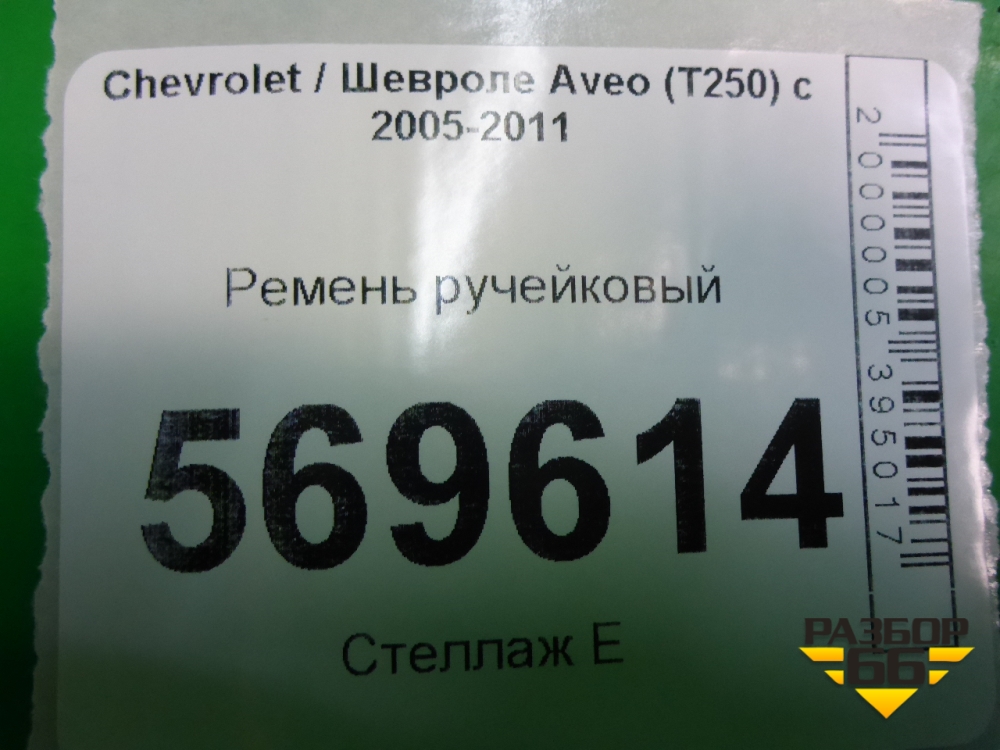 Chevrolet / Шевроле Aveo (T250) с
2005-2011
Ремень ручейковый
569614
Стеллаж Е
2000005395017
РАЗБОР
66